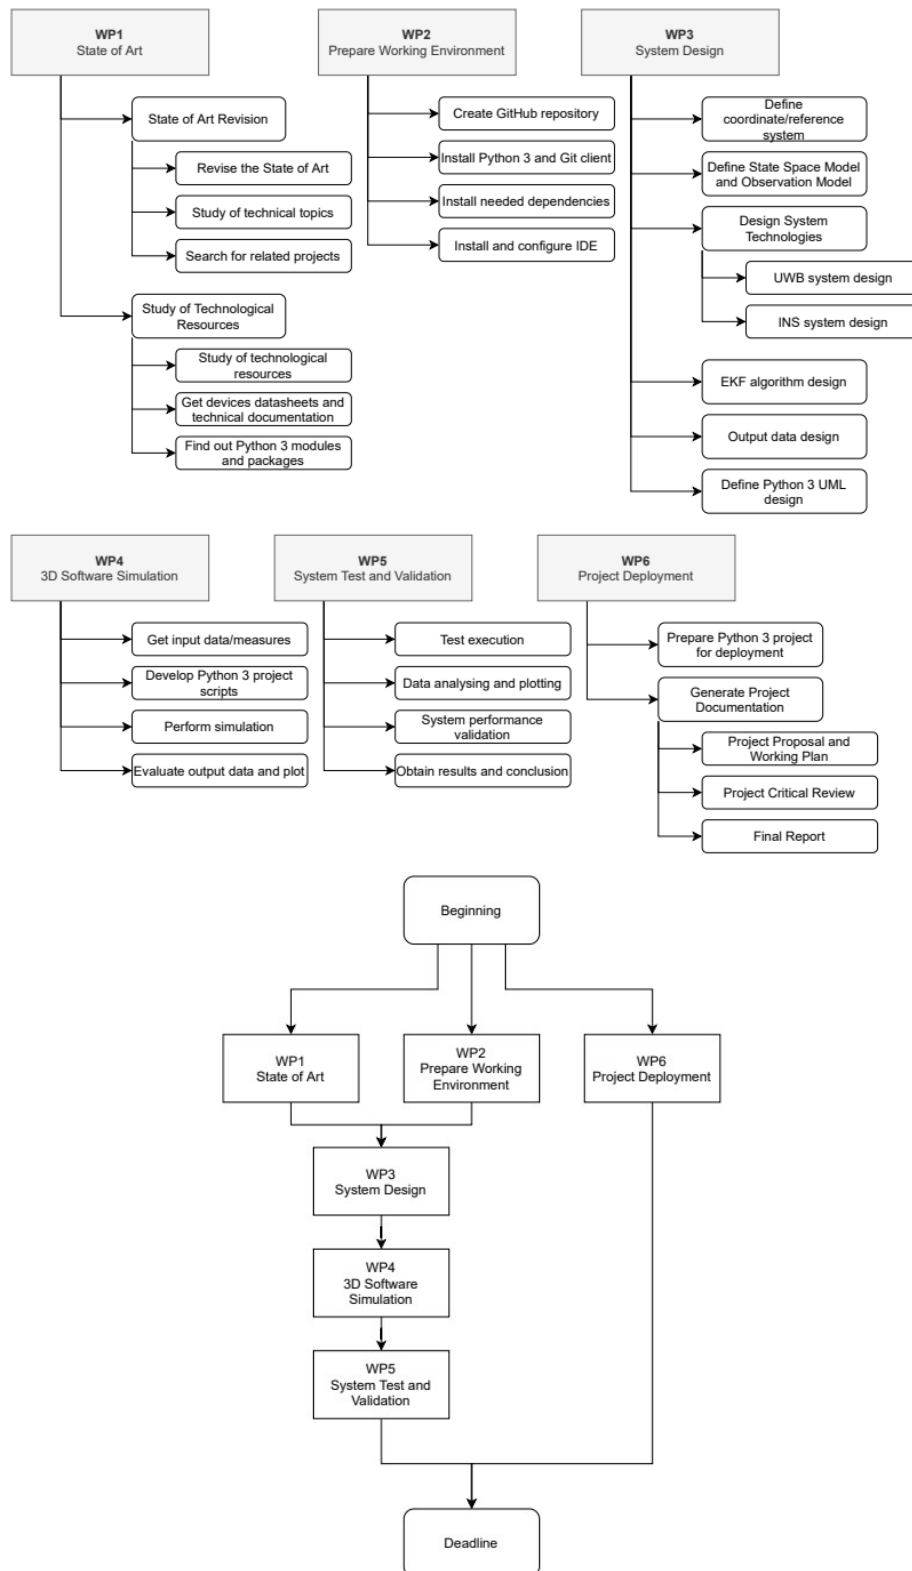 WP1
State of Art
State of Art Revision
Revise the State of Art
Study of technical topics
Search for related projects
Study of Technological
Resources
Study of technological
resources
Get devices datasheets and
technical documentation
Find out Python 3 modules
and packages
WP2
Prepare Working Environment
Create GitHub repository
Install Python 3 and Git client
Install needed dependencies
Install and configure IDE
WP3
System Design
Define
coordinate/reference
system
Define State Space Model
and Observation Model
Design System
Technologies
UWB system design
INS system design
EKF algorithm design
Output data design
Define Python 3 UML
design
WP4
3D Software Simulation
Get input data/measures
Develop Python 3 project
scripts
Perform simulation
Evaluate output data and plot
WP5
System Test and Validation
Test execution
Data analysing and plotting
System performance
validation
Obtain results and conclusion
WP6
Project Deployment
Prepare Python 3 project
for deployment
Generate Project
Documentation
Project Proposal and
Working Plan
Project Critical Review
Final Report
Beginning
WP1
State of Art
WP2
Prepare Working
Environment
WP6
Project Deployment
WP3
System Design
WP4
3D Software
Simulation
WP5
System Test and
Validation
Deadline